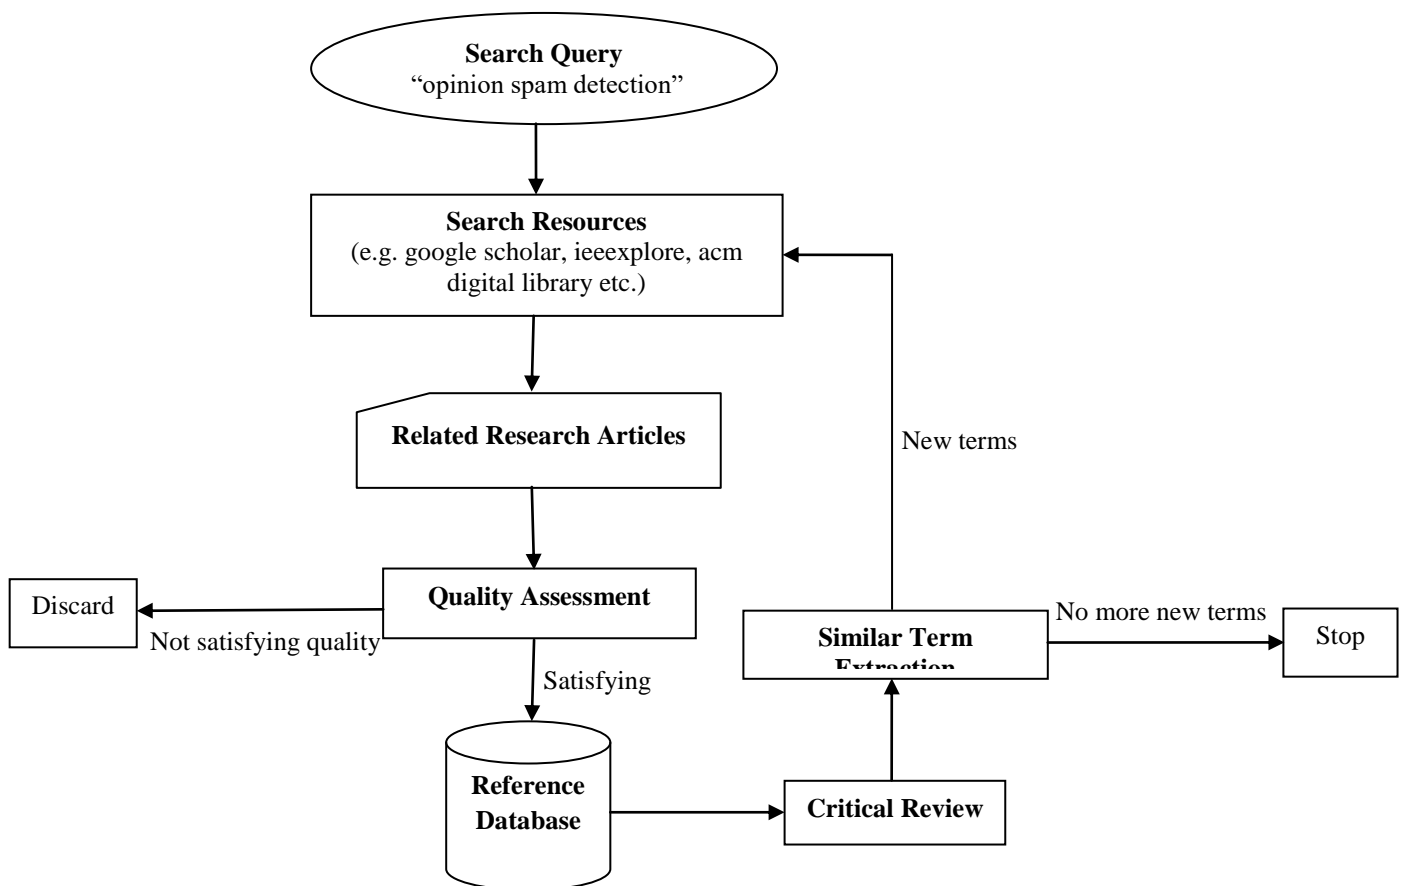 Search Query
“opinion spam detection”
Search Resources
(e.g. google scholar, ieeexplore, acm
digital library etc.)
Related Research Articles
New terms
Quality Assessment
Discard
Not satisfying quality
Satisfying
Similar Term
Extraction
No more new terms
Stop
Reference
Database
Critical Review